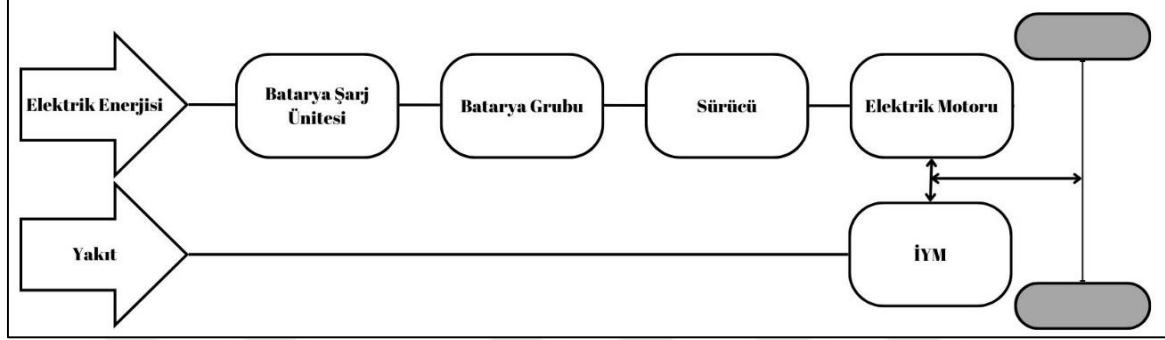 Elektrik Enerjisi
Batarya Şarj
Ünitesi
Batarya Grubu
Sürücü
Elektrik Motoru
Yakıt
İYM